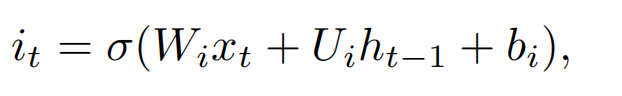 i_t = σ(W_i x_t + U_i h_{t−1} + b_i),